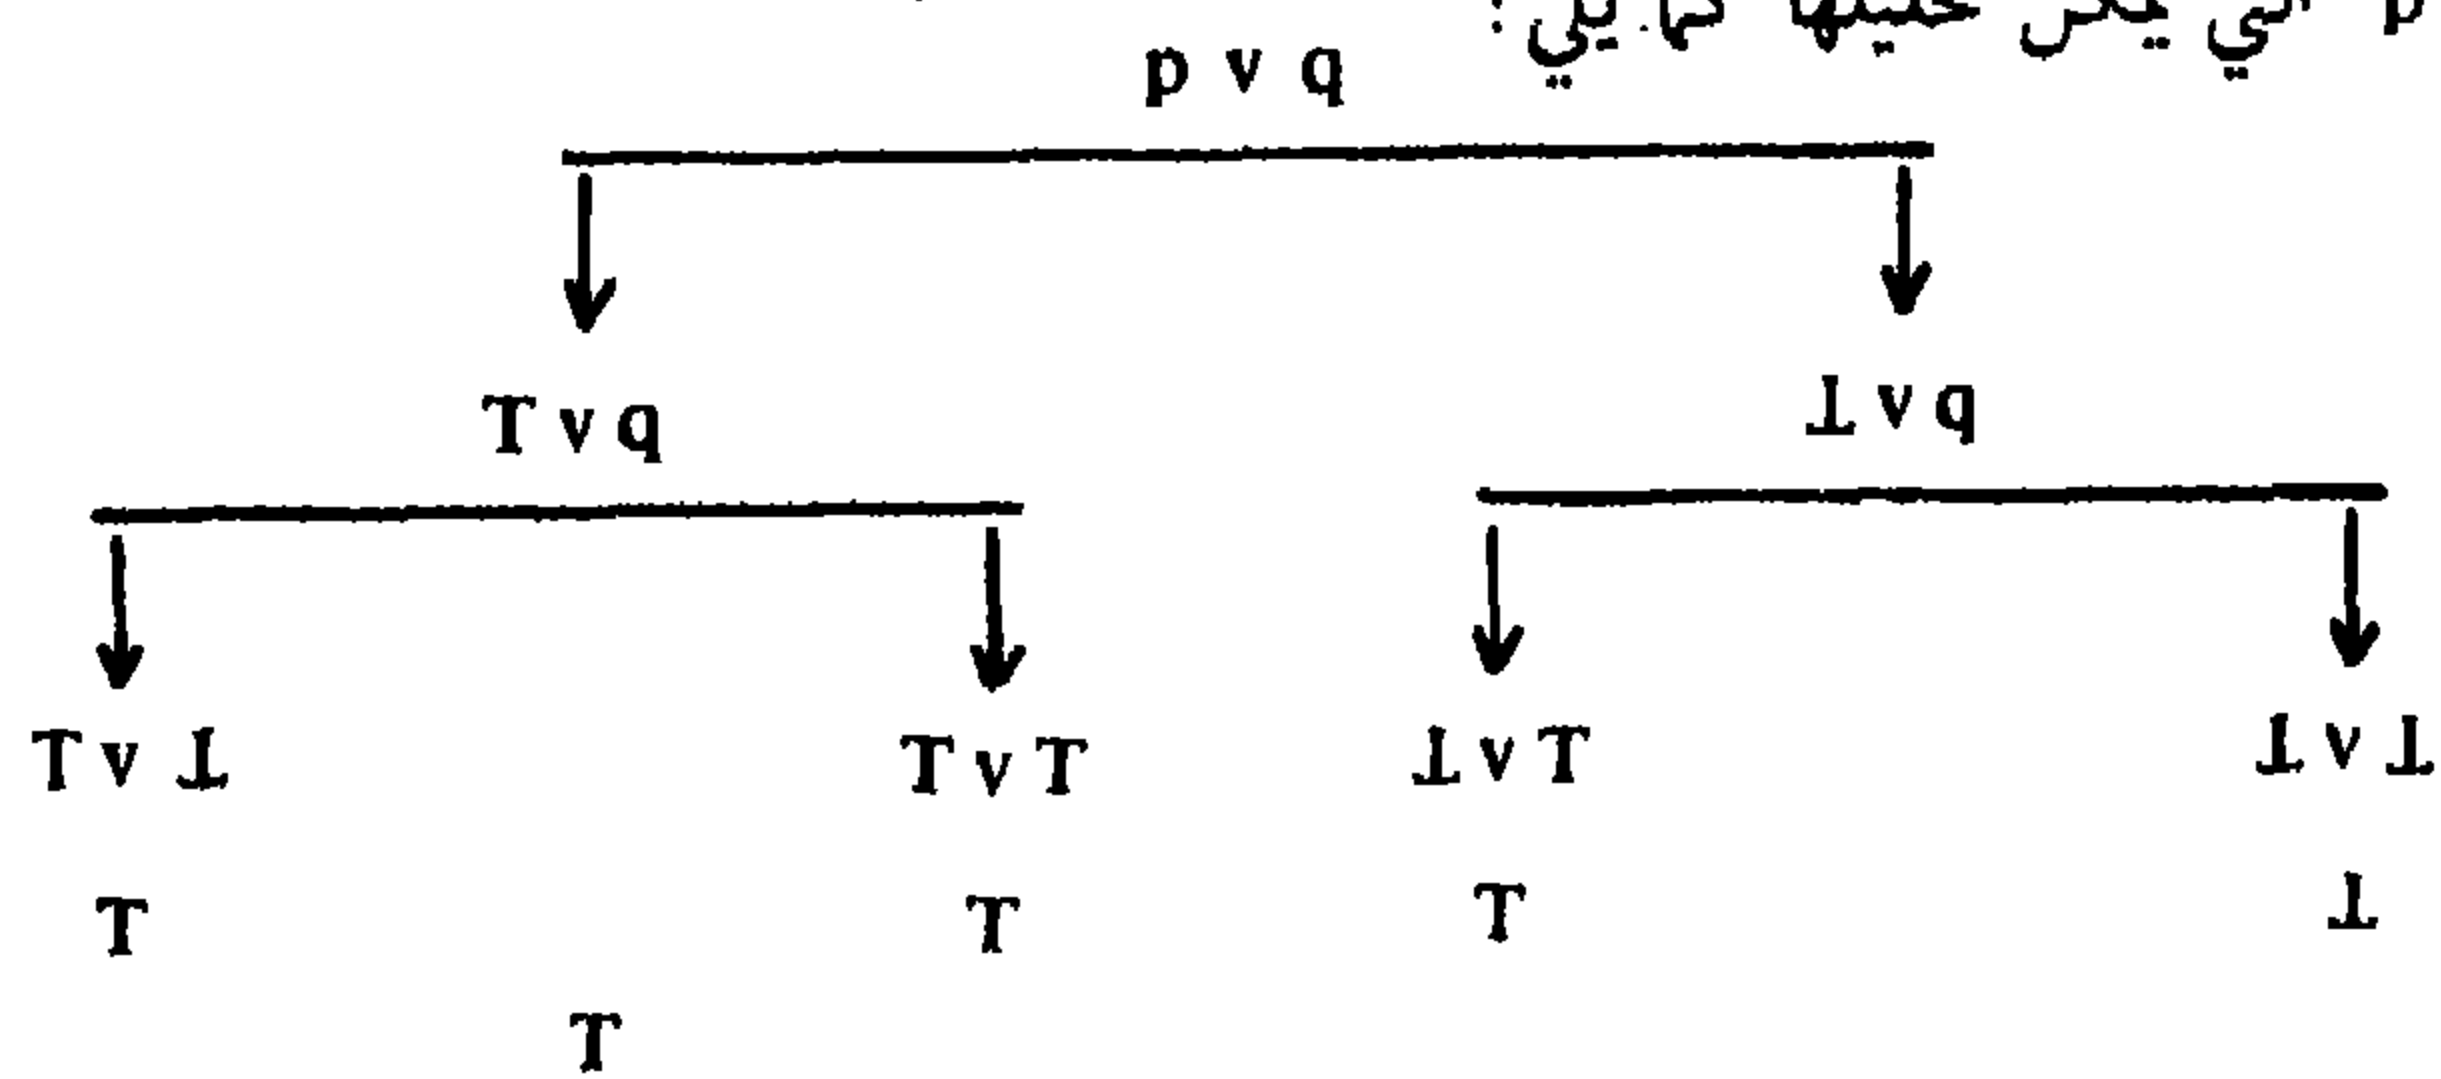 p v q
T v q ⊥ v q
T v ⊥ T v T ⊥ v T ⊥ v ⊥
T T T ⊥
T